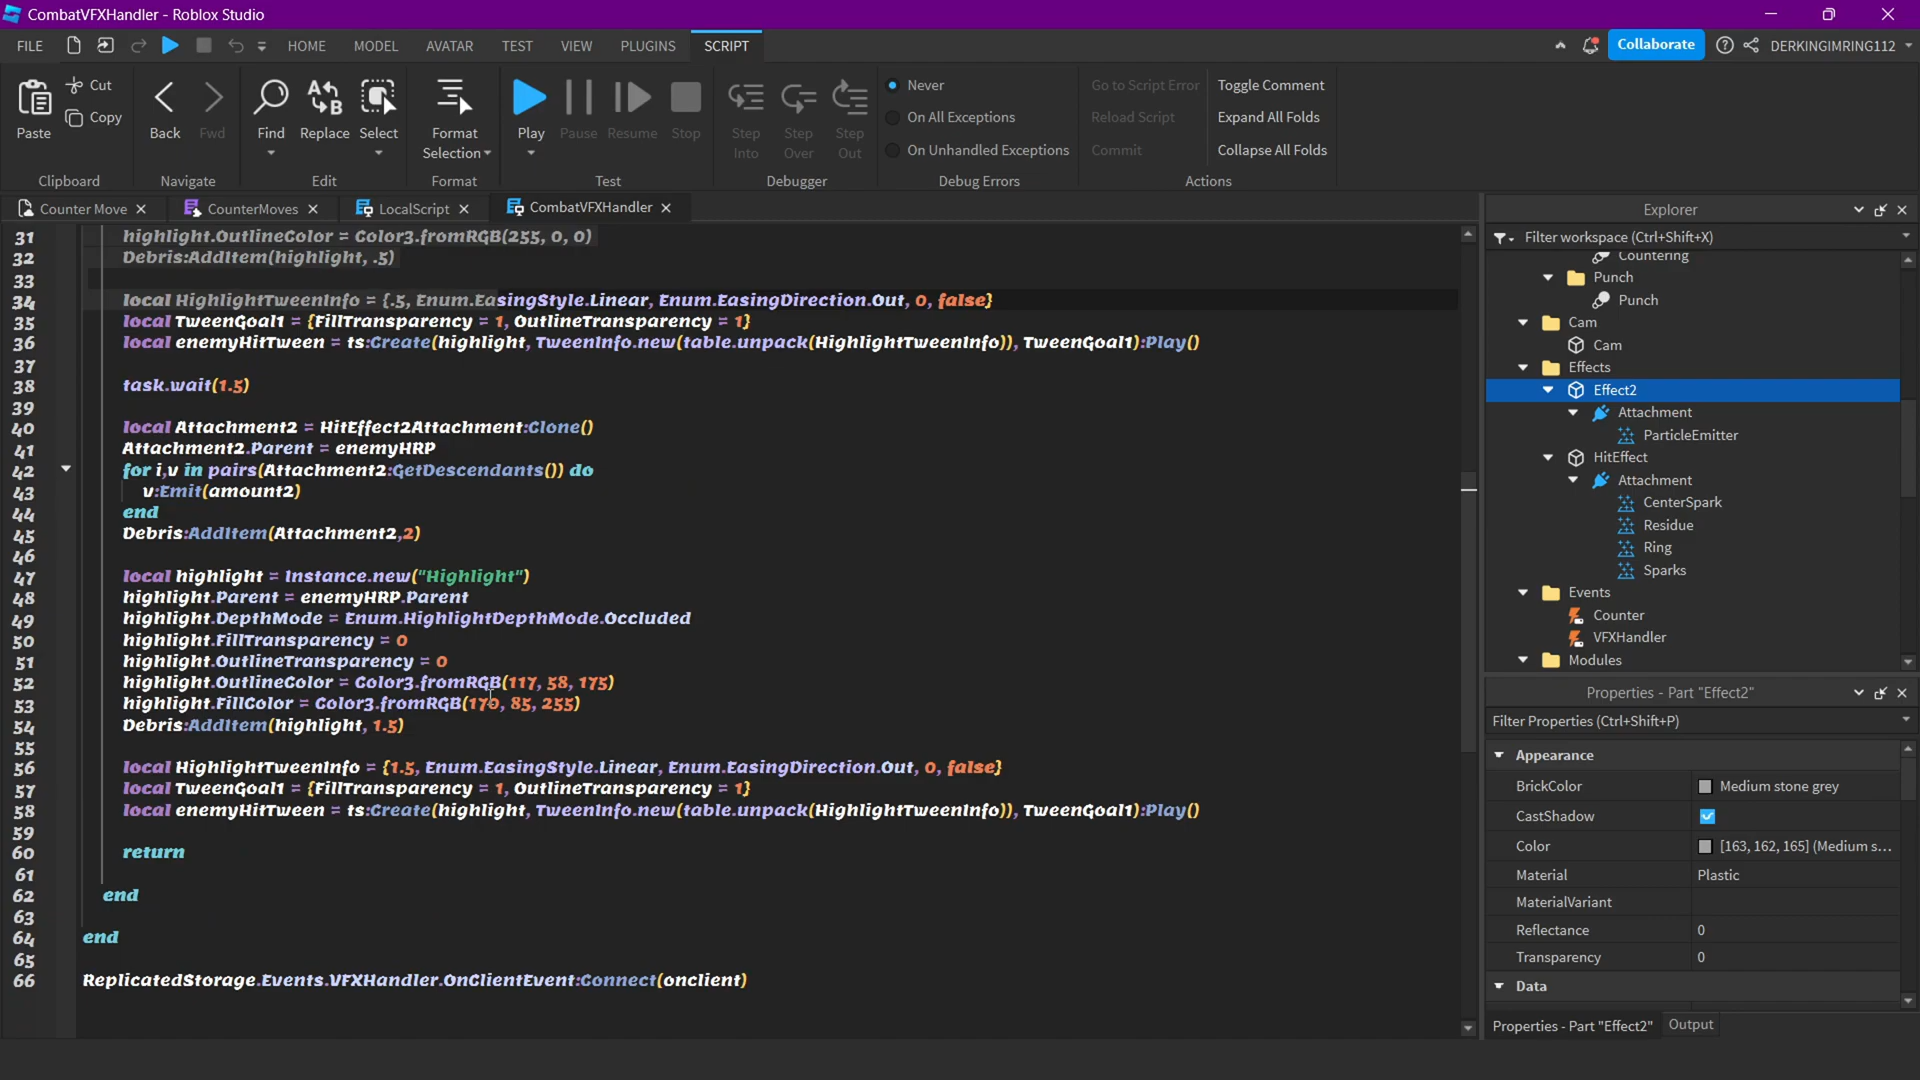 CombatVFXHandler - Roblox Studio
FILE HOME MODEL AVATAR TEST VIEW PLUGINS SCRIPT Collaborate DERKINGIMRING112
Paste Cut Copy Back Fwd Find Replace Select Format Selection Play Pause Resume Stop Step Into Step Over Step Out
Never Go to Script Error Toggle Comment
On All Exceptions Reload Script Expand All Folds
On Unhandled Exceptions Commit Collapse All Folds
Clipboard Navigate Edit Format Test Debugger Debug Errors Actions
Counter Move CounterMoves LocalScript CombatVFXHandler
31 highlight.OutlineColor = Color3.fromRGB(255, 0, 0)
32 Debris:AddItem(highlight, .5)
33
34 local HighlightTweenInfo = {.5, Enum.EasingStyle.Linear, Enum.EasingDirection.Out, 0, false}
35 local TweenGoal1 = {FillTransparency = 1, OutlineTransparency = 1}
36 local enemyHitTween = ts:Create(highlight, TweenInfo.new(table.unpack(HighlightTweenInfo)), TweenGoal1):Play()
37
38 task.wait(1.5)
39
40 local Attachment2 = HitEffect2Attachment:Clone()
41 Attachment2.Parent = enemyHRP
42 for i,v in pairs(Attachment2:GetDescendants()) do
43 v:Emit(amount2)
44 end
45 Debris:AddItem(Attachment2,2)
46
47 local highlight = Instance.new("Highlight")
48 highlight.Parent = enemyHRP.Parent
49 highlight.DepthMode = Enum.HighlightDepthMode.Occluded
50 highlight.FillTransparency = 0
51 highlight.OutlineTransparency = 0
52 highlight.OutlineColor = Color3.fromRGB(117, 58, 175)
53 highlight.FillColor = Color3.fromRGB(170, 85, 255)
54 Debris:AddItem(highlight, 1.5)
55
56 local HighlightTweenInfo = {1.5, Enum.EasingStyle.Linear, Enum.EasingDirection.Out, 0, false}
57 local TweenGoal1 = {FillTransparency = 1, OutlineTransparency = 1}
58 local enemyHitTween = ts:Create(highlight, TweenInfo.new(table.unpack(HighlightTweenInfo)), TweenGoal1):Play()
59
60 return
61
62 end
63
64 end
65
66 ReplicatedStorage.Events.VFXHandler.OnClientEvent:Connect(onclient)
Explorer
Filter workspace (Ctrl+Shift+X)
Countering
Punch
Punch
Cam
Cam
Effects
Effect2
Attachment
ParticleEmitter
HitEffect
Attachment
CenterSpark
Residue
Ring
Sparks
Events
Counter
VFXHandler
Modules
Properties - Part "Effect2"
Filter Properties (Ctrl+Shift+P)
Appearance
BrickColor Medium stone grey
CastShadow
Color [163, 162, 165] (Medium s...
Material Plastic
MaterialVariant
Reflectance 0
Transparency 0
Data
Properties - Part "Effect2" Output